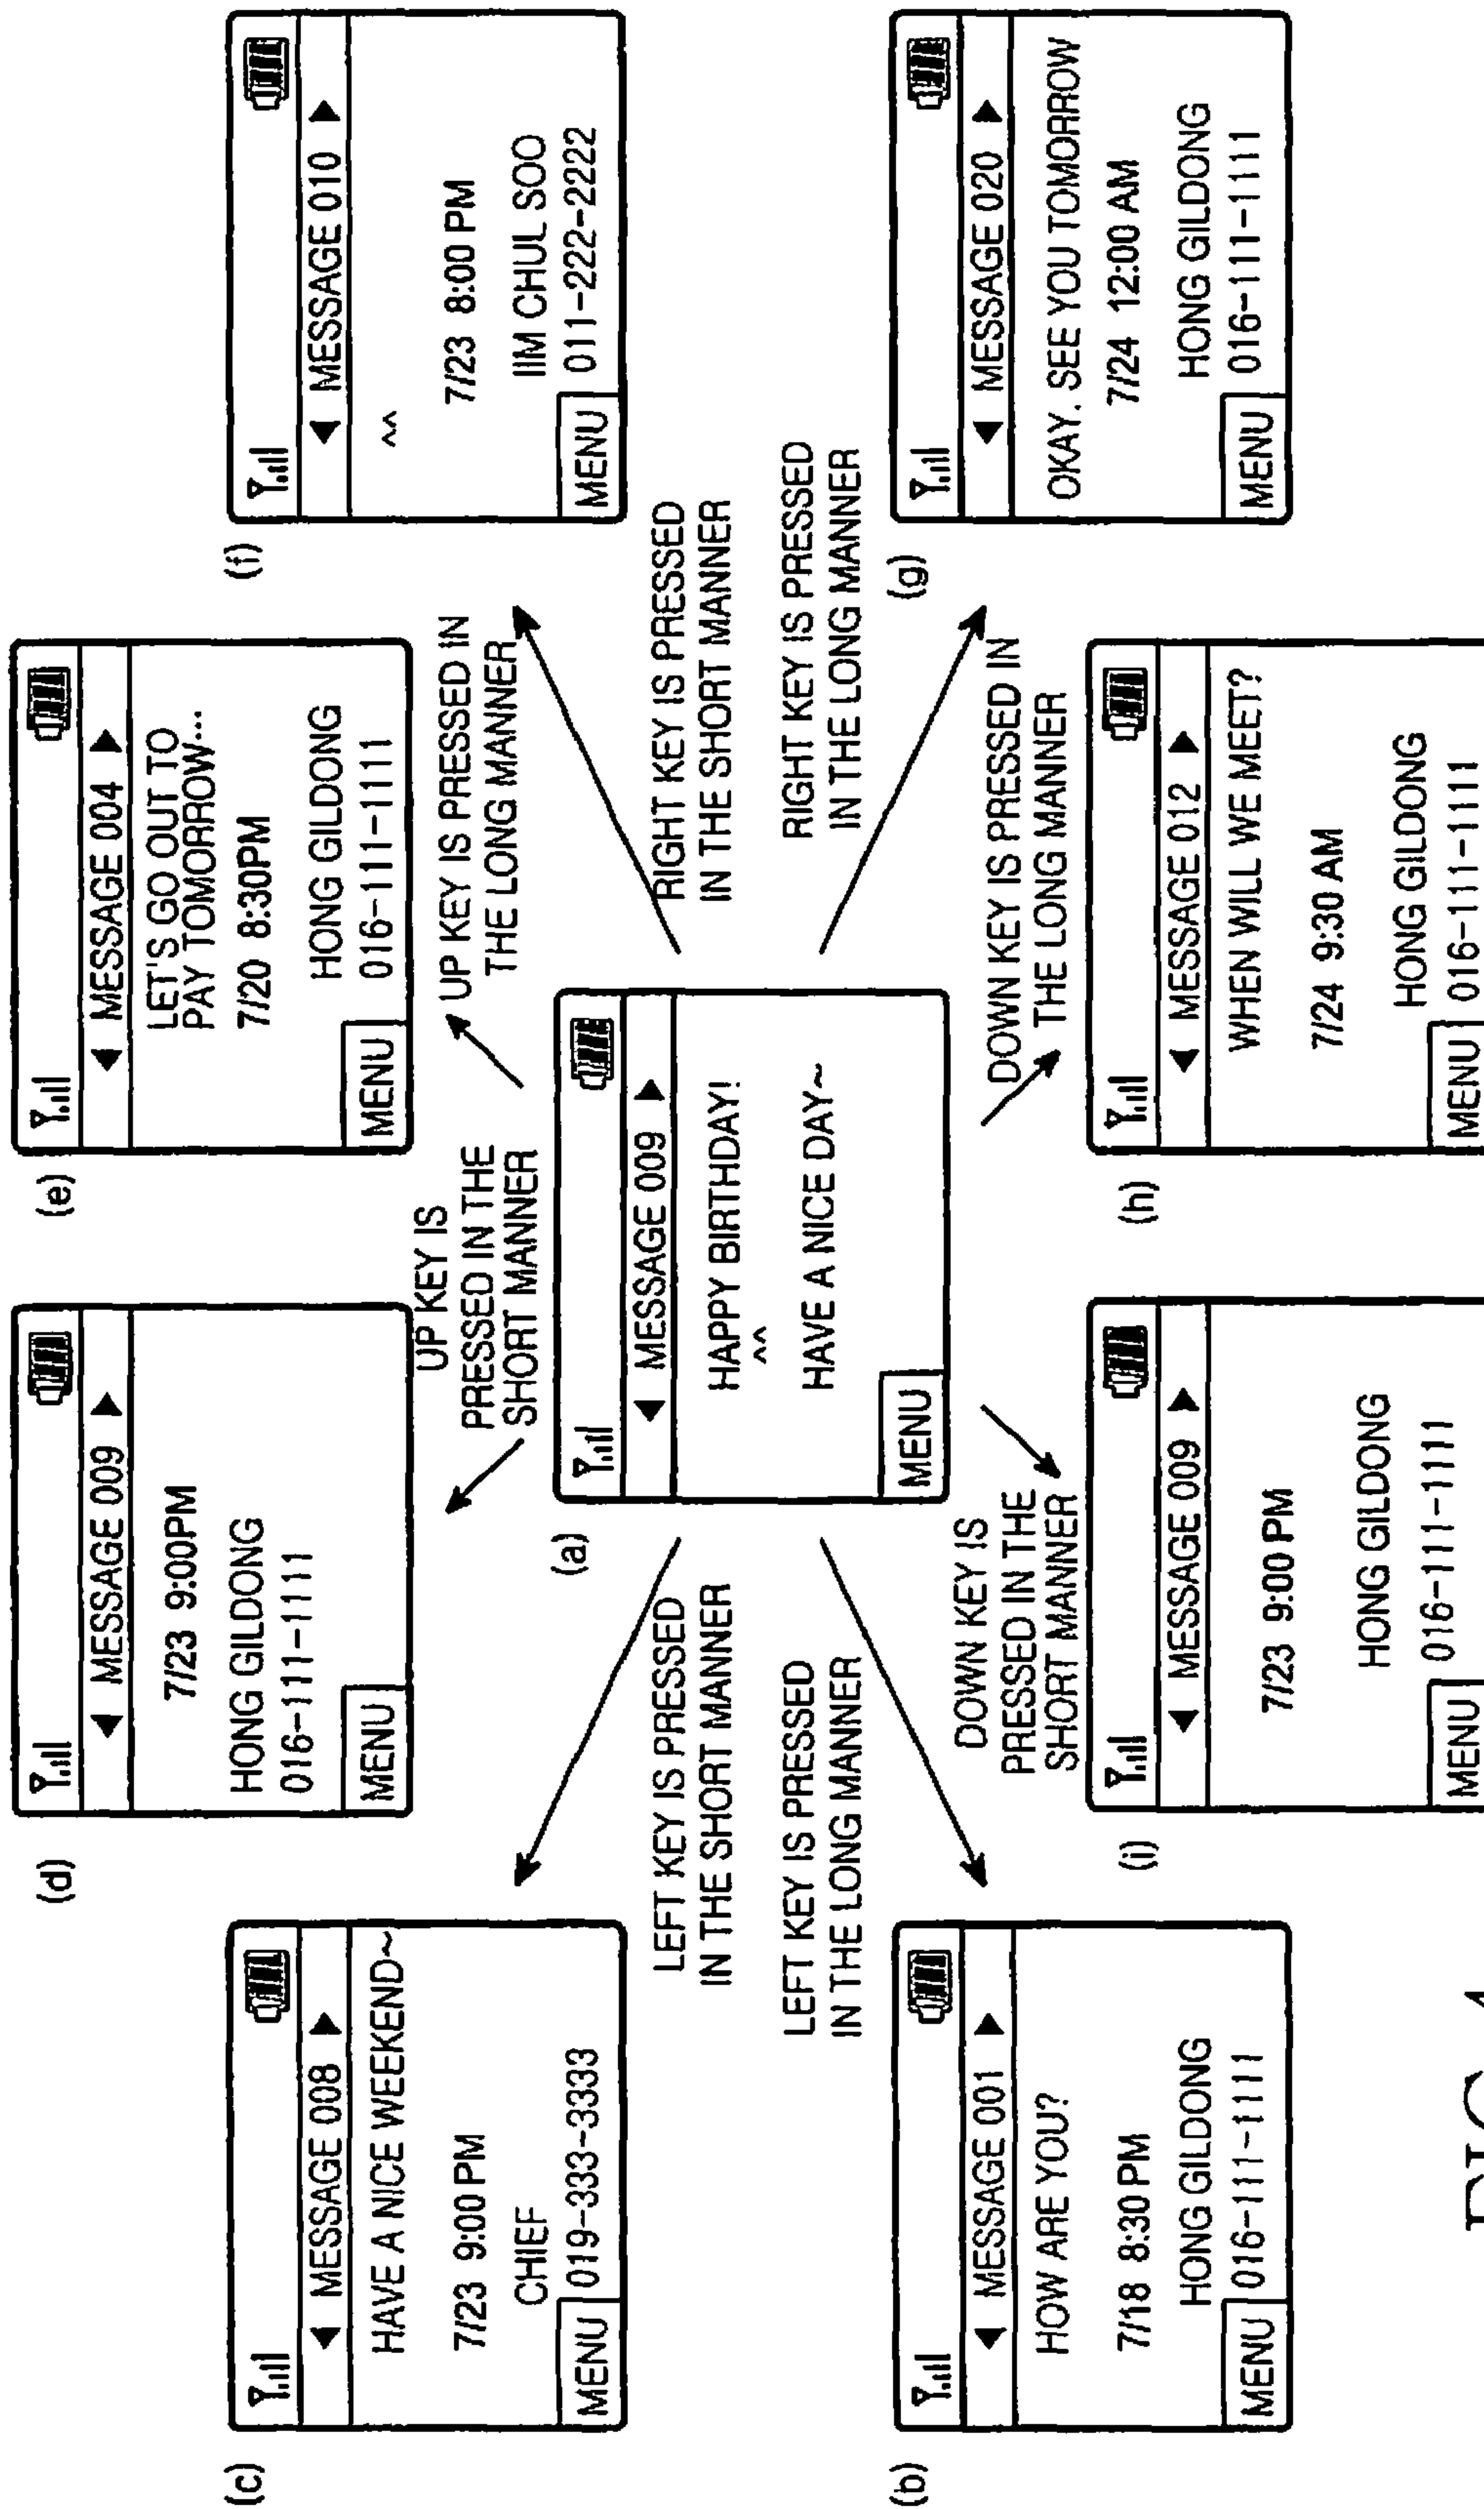 (d)
MESSAGE 009
7/23 9:00PM
HONG GILDONG
016-111-1111
MENU
(e)
MESSAGE 004
LET'S GO OUT TO
PAY TOMORROW...
7/20 8:30PM
HONG GILDONG
016-111-1111
MENU
(c)
MESSAGE 008
HAVE A NICE WEEKEND~
7/23 9:00PM
CHIEF
019-333-3333
MENU
UP KEY IS
PRESSED IN THE
SHORT MANNER
UP KEY IS PRESSED IN
THE LONG MANNER
(f)
MESSAGE 010
^^
7/23 8:00 PM
IIM CHUL SOO
011-222-2222
MENU
LEFT KEY IS PRESSED
IN THE SHORT MANNER
(a)
MESSAGE 009
HAPPY BIRTHDAY!
^^
HAVE A NICE DAY~
MENU
RIGHT KEY IS PRESSED
IN THE SHORT MANNER
LEFT KEY IS PRESSED
IN THE LONG MANNER
RIGHT KEY IS PRESSED
IN THE LONG MANNER
(b)
MESSAGE 001
HOW ARE YOU?
7/18 8:30 PM
HONG GILDONG
016-111-1111
MENU
DOWN KEY IS
PRESSED IN THE
SHORT MANNER
DOWN KEY IS PRESSED IN
THE LONG MANNER
(g)
MESSAGE 020
OKAY. SEE YOU TOMORROW
7/24 12:00 AM
HONG GILDONG
016-111-1111
MENU
(i)
MESSAGE 009
7/23 9:00 PM
HONG GILDONG
016-111-1111
MENU
(h)
MESSAGE 012
WHEN WILL WE MEET?
7/24 9:30 AM
HONG GILDONG
016-111-1111
MENU